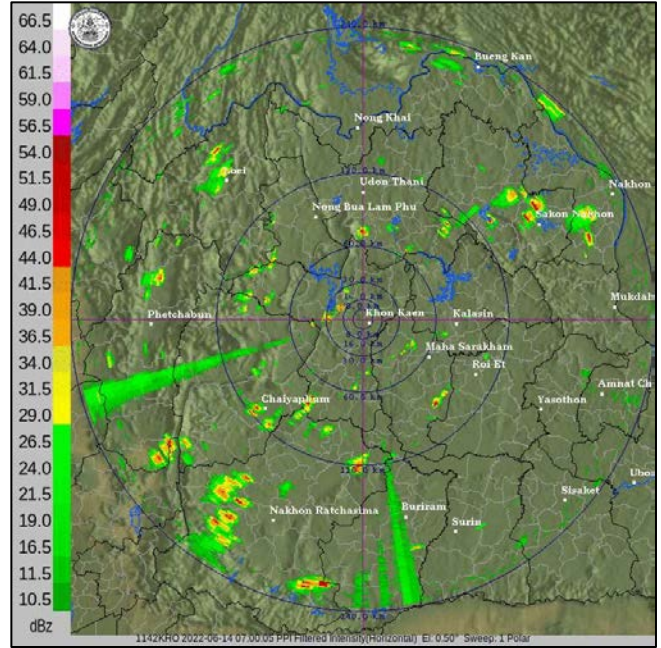 66.5
64.0
61.5
59.0
56.5
54.0
51.5
49.0
46.5
44.0
41.5
39.0
36.5
34.0
31.5
29.0
26.5
24.0
21.5
19.0
16.5
13.5
11.5
10.5
dBz
Bueng Kan
Nong Khai
Loei
Udon Thani
Nakhon
Nong Bua Lam Phu
Sakon Nakhon
Mukdah
Phetchabun
Khon Kaen
Kalasin
Maha Sarakham
Roi Et
Amnat Ch
Chaiyaphum
Yasothon
Ubo
Sisaket
Nakhon Ratchasima
Buriram
Surin
1142KHO 2022-06-14 07:00:05 PPI Filtered Intensity(Horizontal) El: 0.50° Sweep: 1 Polar